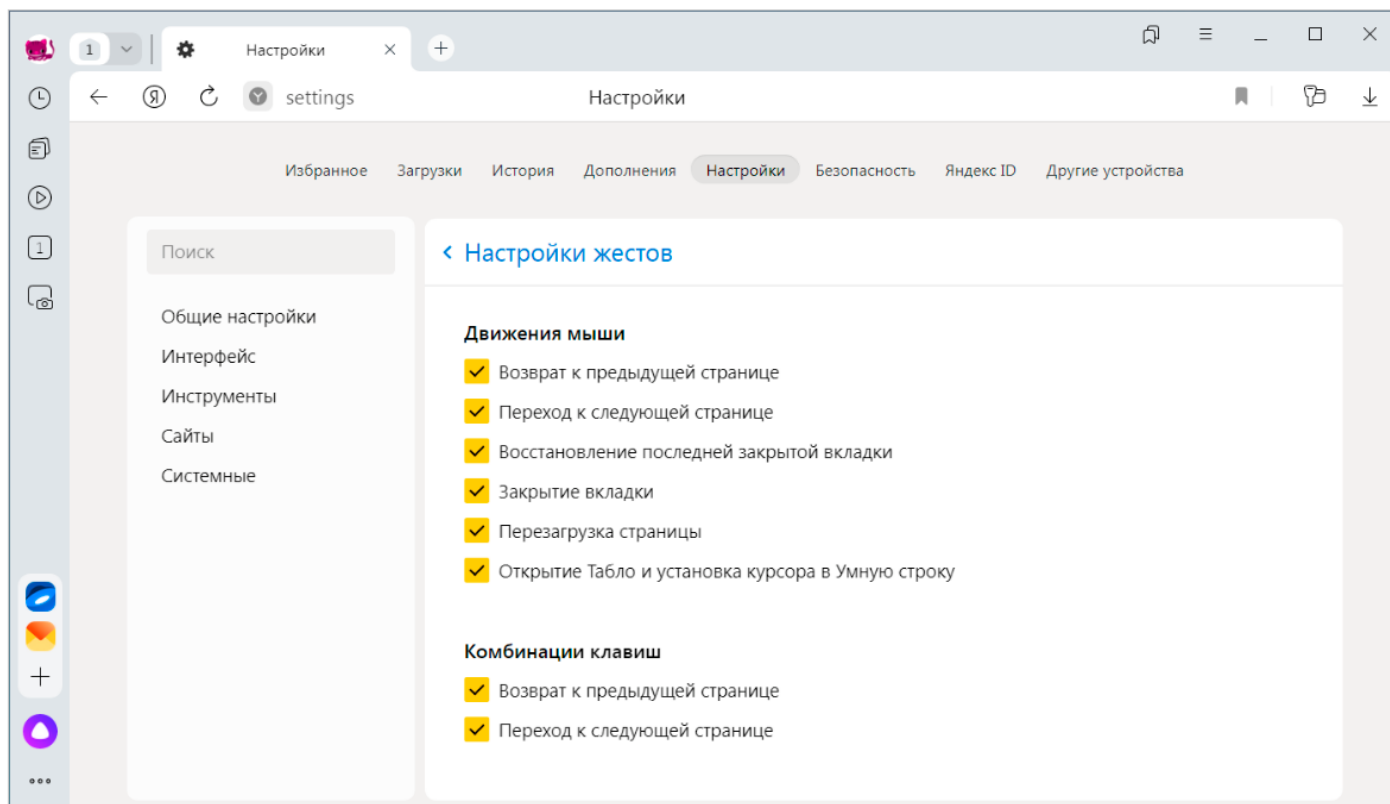 1
Настройки
Я
settings
Настройки
Избранное Загрузки История Дополнения Настройки Безопасность Яндекс ID Другие устройства
1
Поиск
Общие настройки
Интерфейс
Инструменты
Сайты
Системные
Настройки жестов
Движения мыши
Возврат к предыдущей странице
Переход к следующей странице
Восстановление последней закрытой вкладки
Закрытие вкладки
Перезагрузка страницы
Открытие Табло и установка курсора в Умную строку
Комбинации клавиш
Возврат к предыдущей странице
Переход к следующей странице